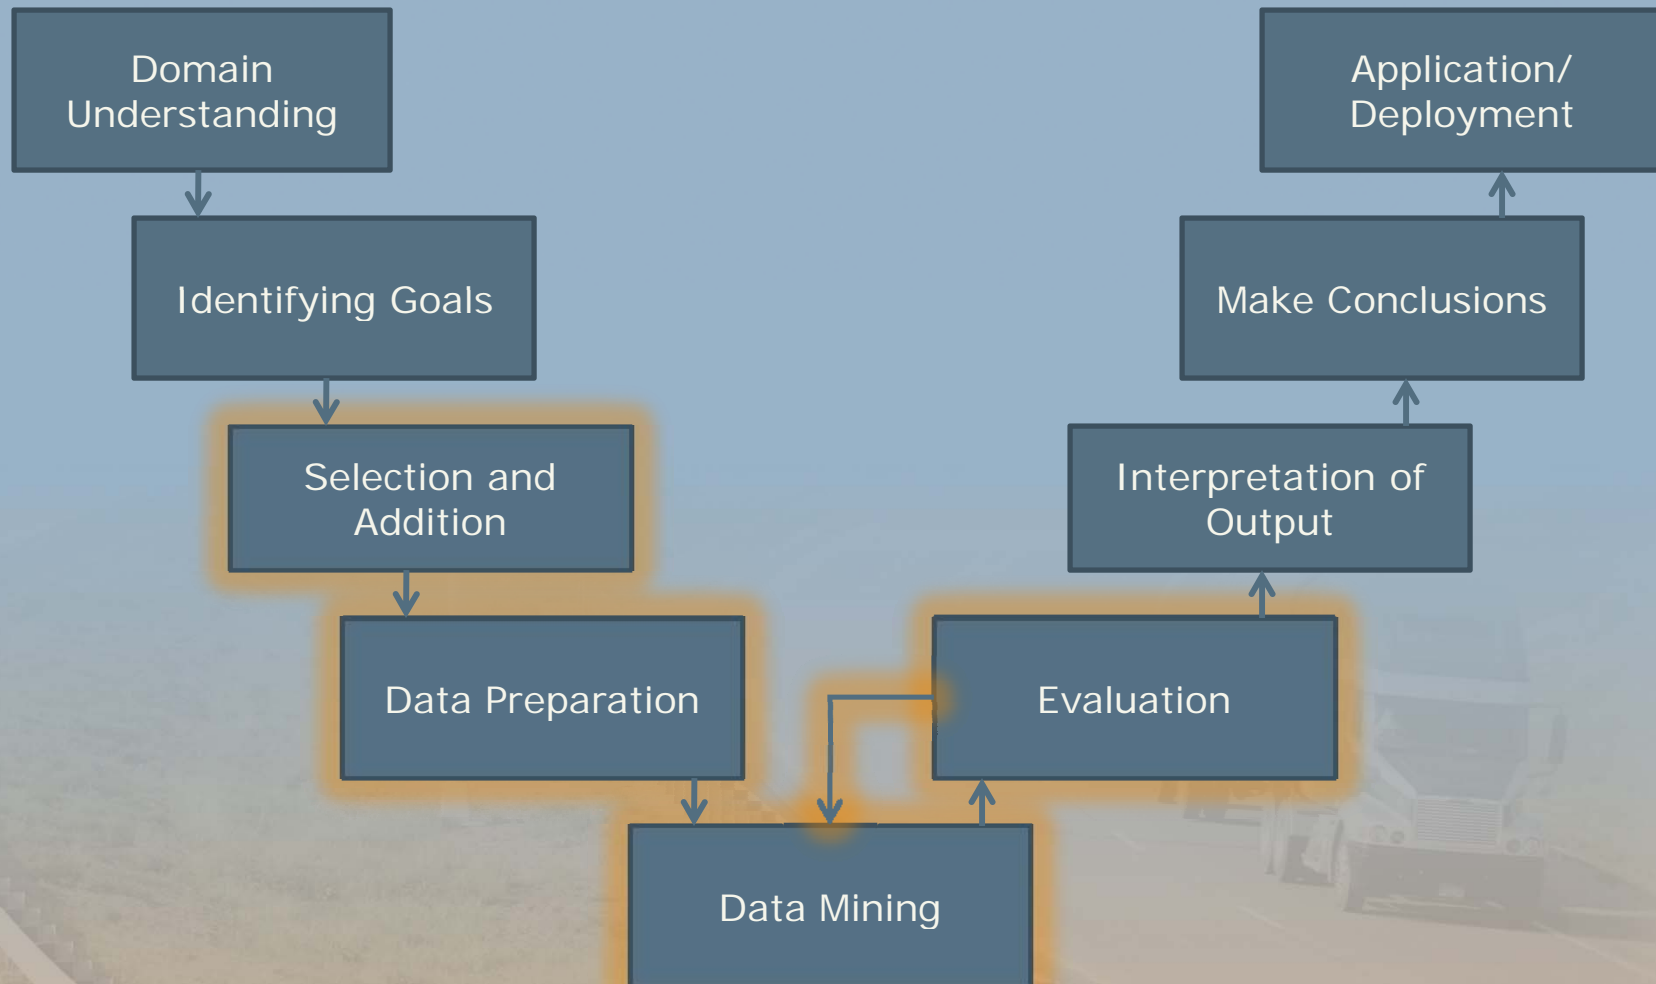 Domain
Understanding
Identifying Goals
Selection and
Addition
Data Preparation
Data Mining
Evaluation
Interpretation of
Output
Make Conclusions
Application/
Deployment